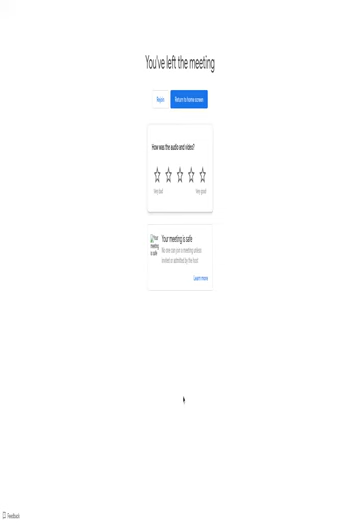 You've left the meeting
Rejoin
Return to home screen
How was the audio and video?
Very bad
Very good
Your
meeting
is safe
Your meeting is safe
No one can join a meeting unless
invited or admitted by the host
Learn more
Feedback